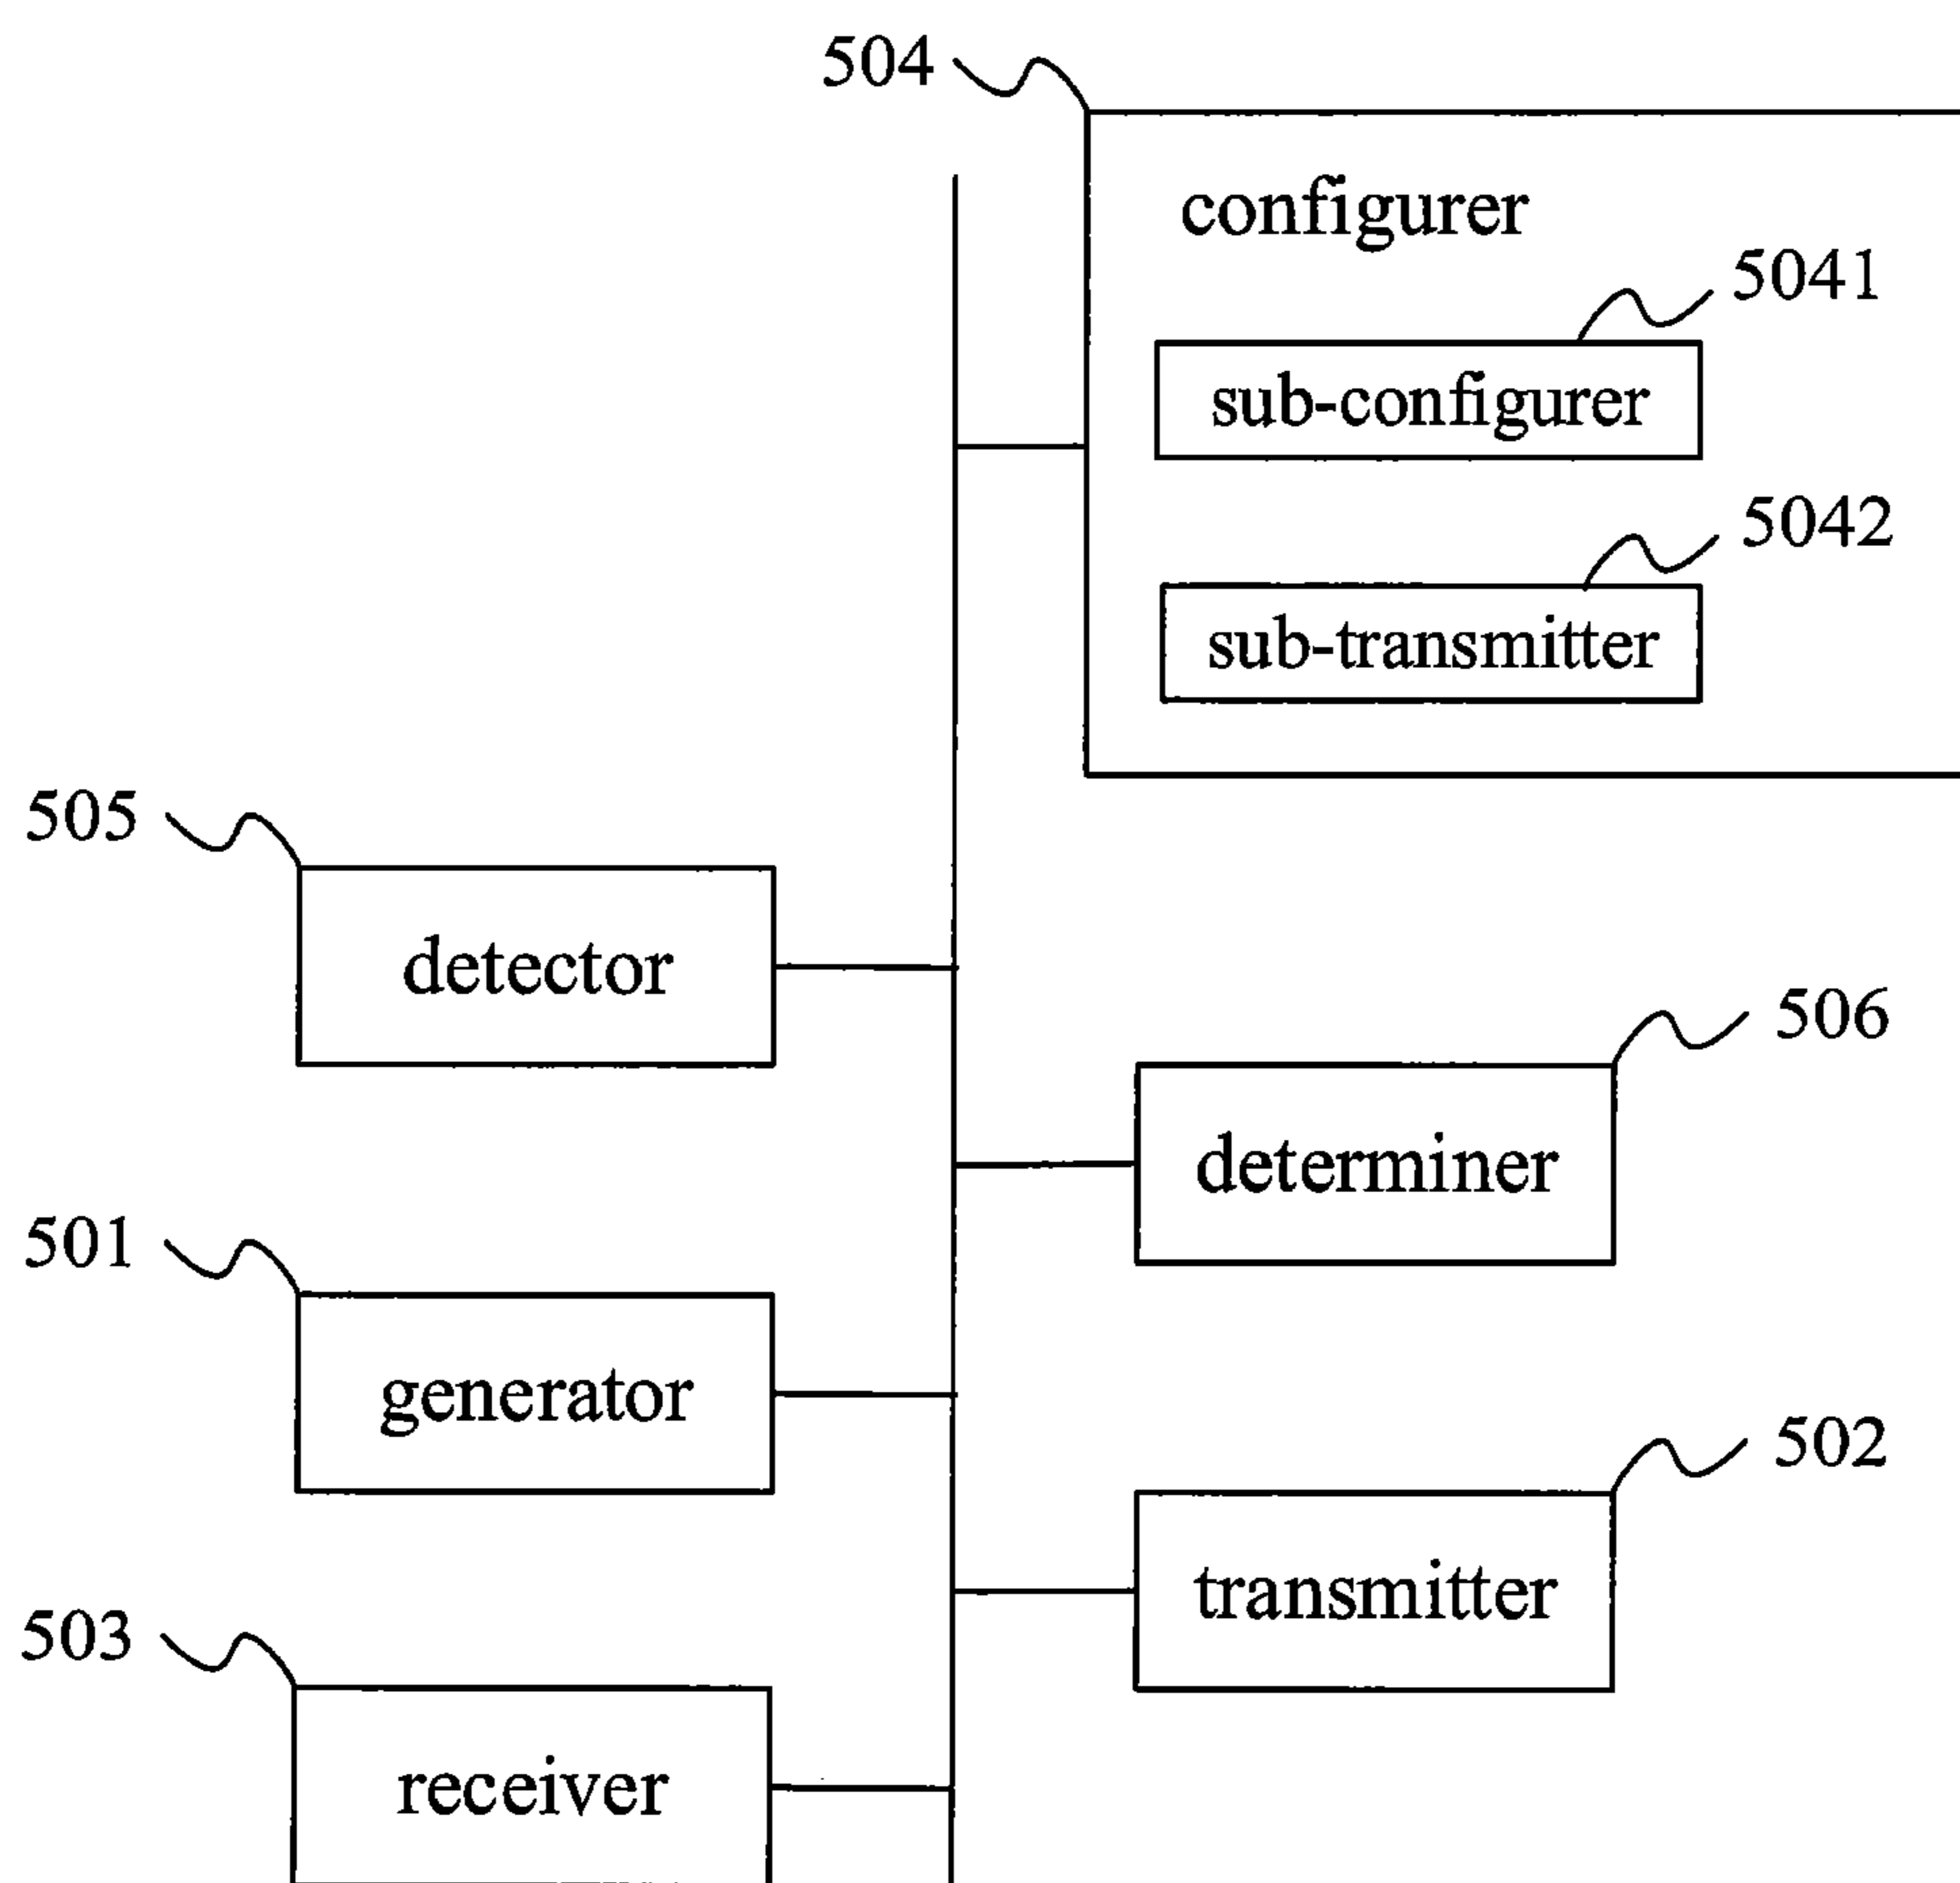 504
configurer
5041
sub-configurer
5042
sub-transmitter
505
detector
506
determiner
501
generator
502
transmitter
503
receiver